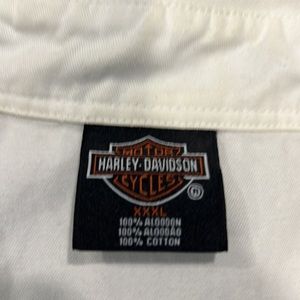 MOTOR
HARLEY-DAVIDSON
CYCLES
®
XXXL
100% ALGODON
100% ALGODÃO
100% COTTON